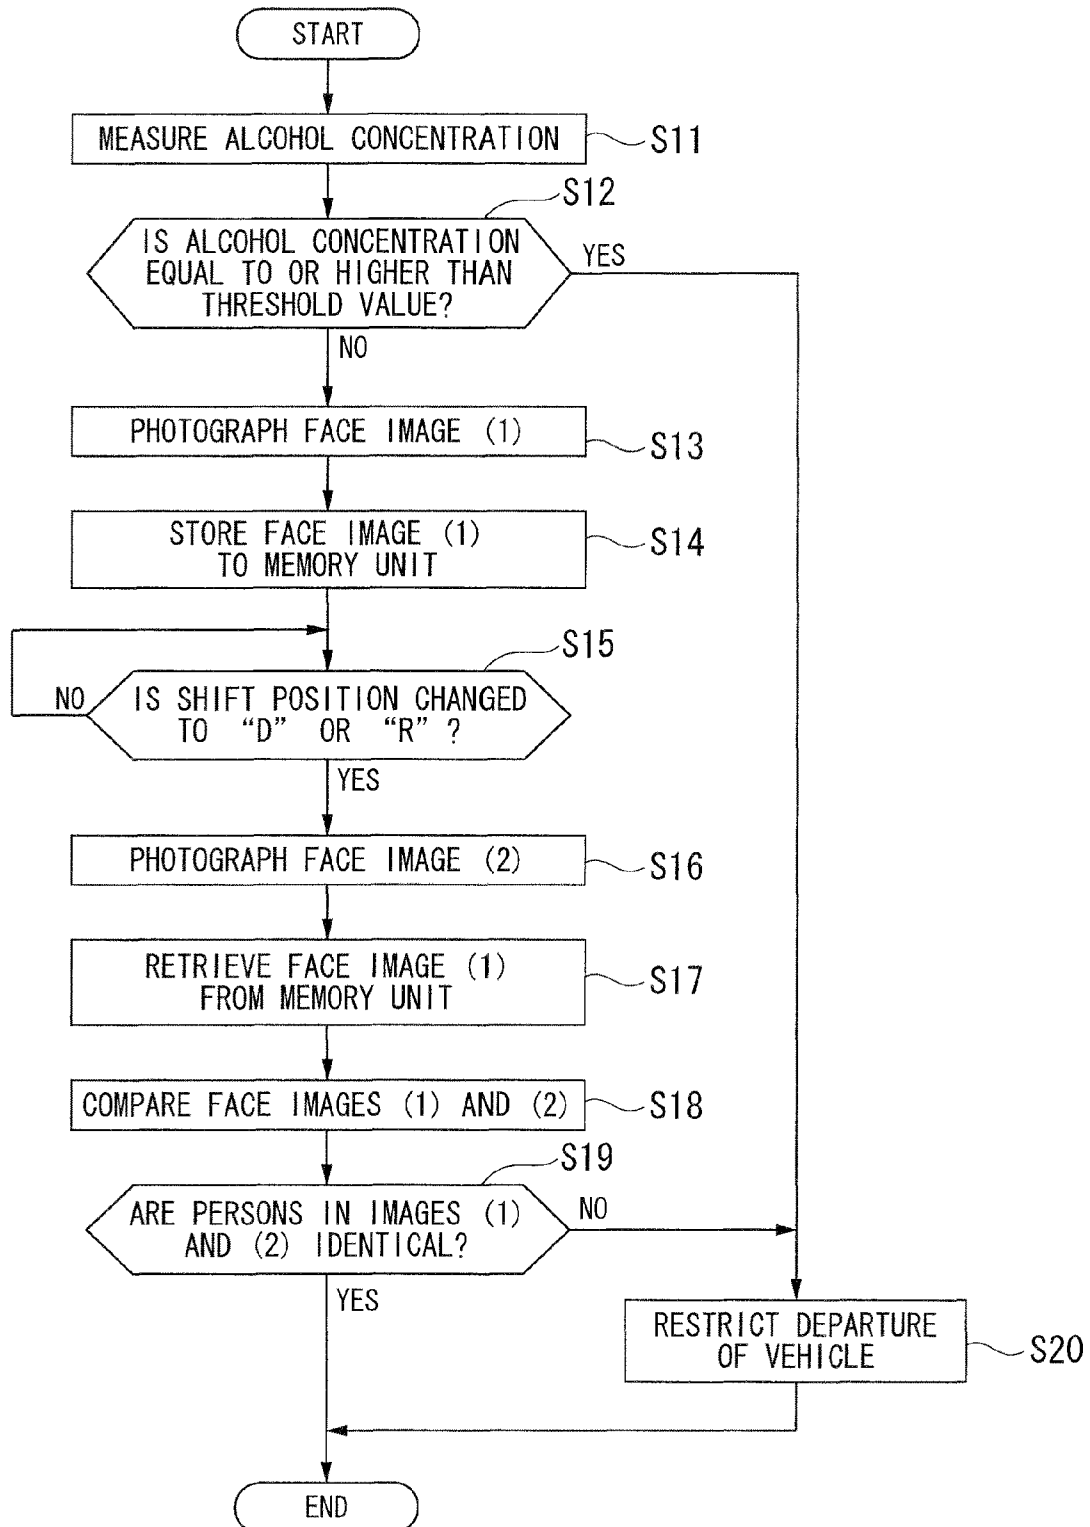 START
MEASURE ALCOHOL CONCENTRATION
S11
S12
IS ALCOHOL CONCENTRATION
EQUAL TO OR HIGHER THAN
THRESHOLD VALUE?
YES
NO
PHOTOGRAPH FACE IMAGE (1)
S13
STORE FACE IMAGE (1)
TO MEMORY UNIT
S14
S15
NO
IS SHIFT POSITION CHANGED
TO “D” OR “R”?
YES
PHOTOGRAPH FACE IMAGE (2)
S16
RETRIEVE FACE IMAGE (1)
FROM MEMORY UNIT
S17
COMPARE FACE IMAGES (1) AND (2)
S18
S19
ARE PERSONS IN IMAGES (1)
AND (2) IDENTICAL?
NO
YES
RESTRICT DEPARTURE
OF VEHICLE
S20
END